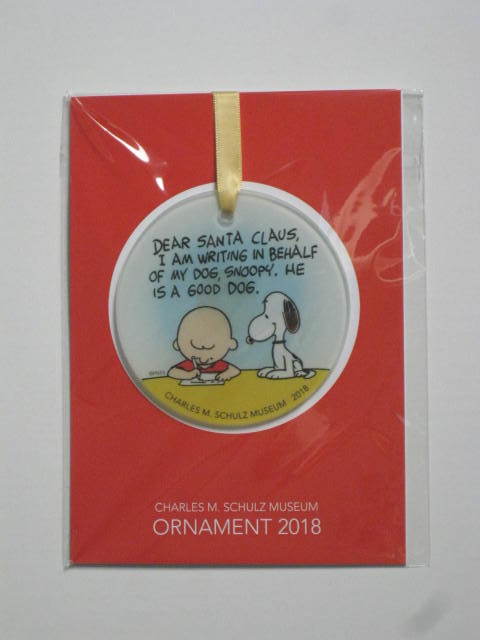 DEAR SANTA CLAUS,
I AM WRITING IN BEHALF
OF MY DOG, SNOOPY. HE
IS A GOOD DOG.
CHARLES M. SCHULZ MUSEUM 2018
CHARLES M. SCHULZ MUSEUM
ORNAMENT 2018